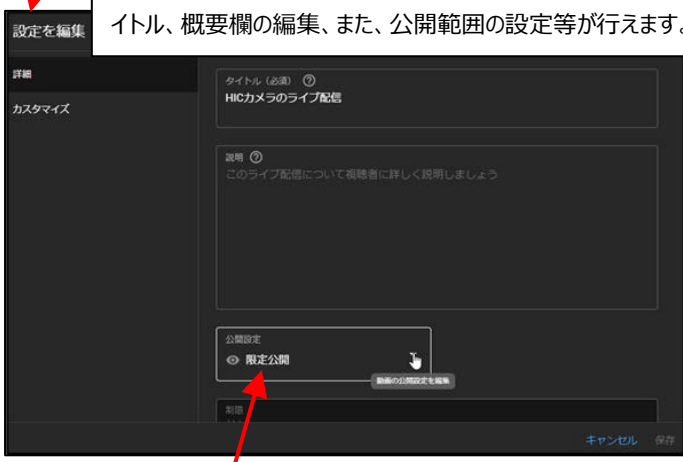 イトル、概要欄の編集、また、公開範囲の設定等が行えます。
設定を編集
詳細
カスタマイズ
タイトル（必須）
HICカメラのライブ配信
説明
このライブ配信について視聴者に詳しく説明しましょう
公開設定
限定公開
動画の公開設定を編集
制限
キャンセル 保存